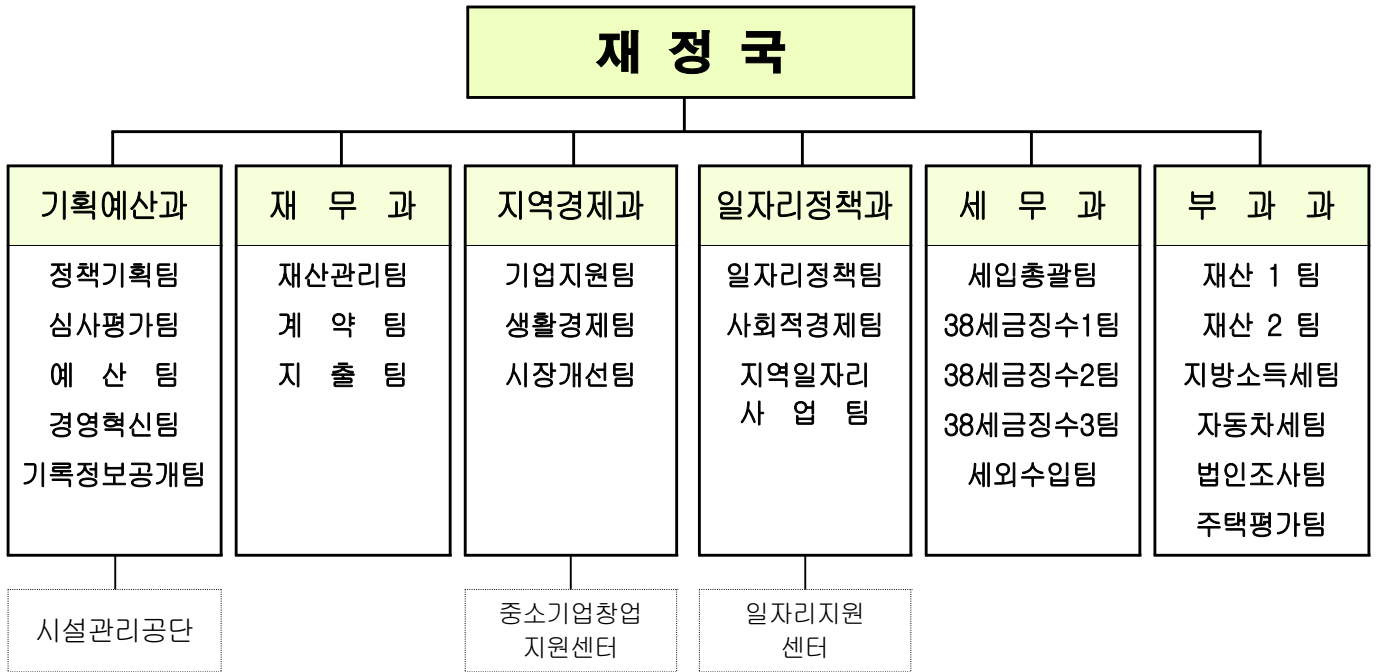 재 정 국
기획예산과
정책기획팀
심사평가팀
예 산 팀
경영혁신팀
기록정보공개팀
시설관리공단
재 무 과
재산관리팀
계 약 팀
지 출 팀
지역경제과
기업지원팀
생활경제팀
시장개선팀
중소기업창업
지원센터
일자리정책과
일자리정책팀
사회적경제팀
지역일자리
사 업 팀
일자리지원
센터
세 무 과
세입총괄팀
38세금징수1팀
38세금징수2팀
38세금징수3팀
세외수입팀
부 과 과
재산 1 팀
재산 2 팀
지방소득세팀
자동차세팀
법인조사팀
주택평가팀